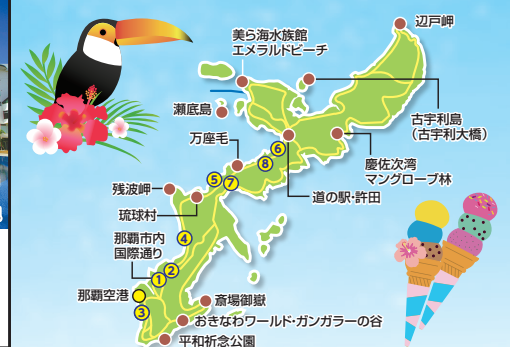 辺戸岬
美ら海水族館
エメラルドビーチ
瀬底島
古宇利島
(古宇利大橋)
万座毛
⑥
⑧
慶佐次湾
マングローブ林
⑤
⑦
道の駅・許田
残波岬
琉球村
那覇市内
国際通り
④
②
①
那覇空港
③
斎場御嶽
おきなわワールド・ガンガラーの谷
平和祈念公園